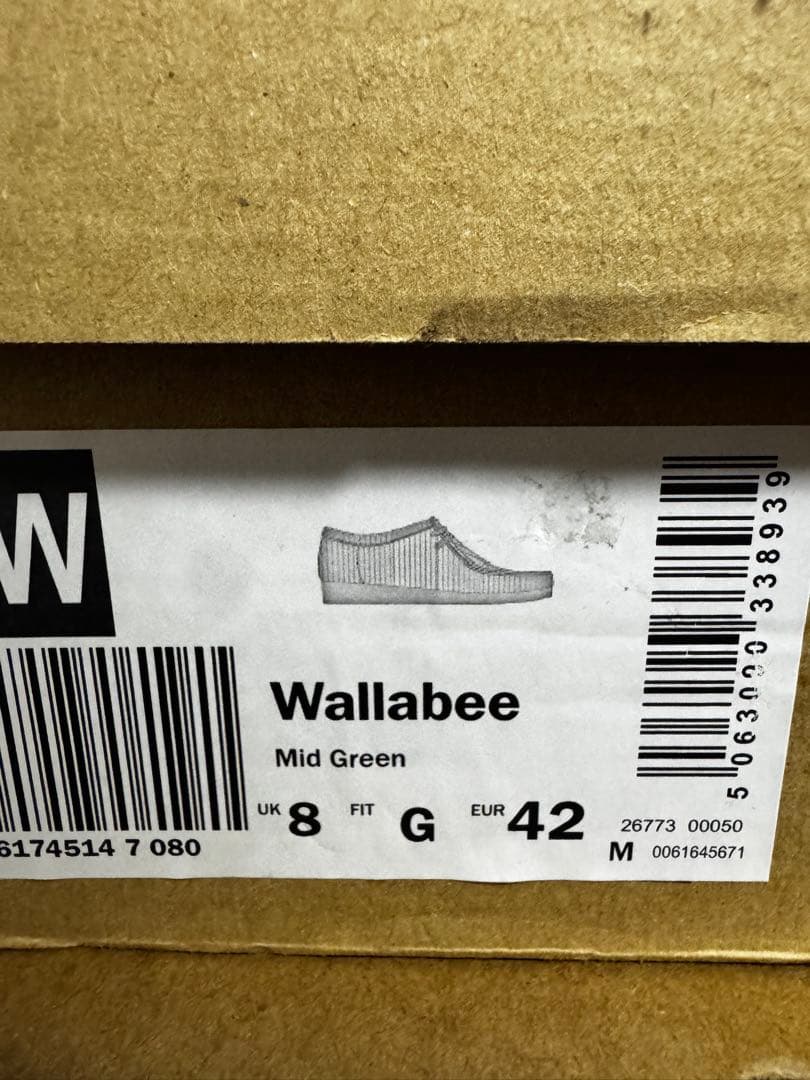 W
Wallabee
Mid Green
UK 8 FIT G EUR 42
6174514 7 080
26773 00050
M 0061645671